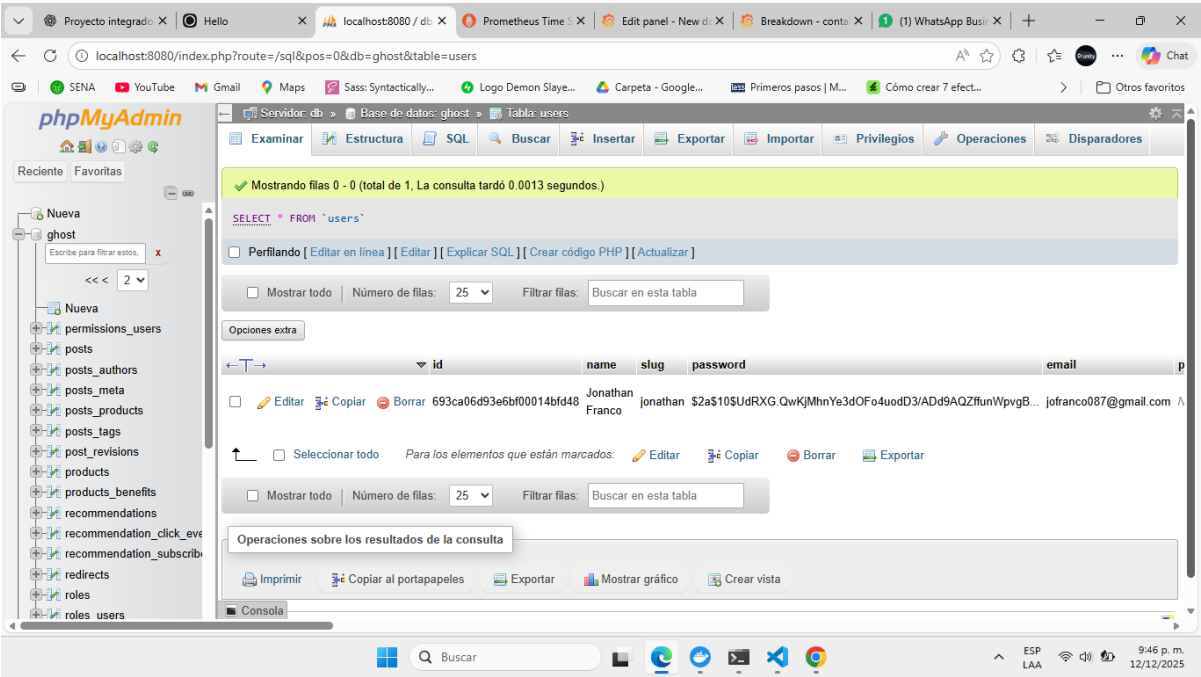 Proyecto integrado
Hello
localhost:8080 / db
Prometheus Time S
Edit panel - New da
Breakdown - contai
(1) WhatsApp Busin
localhost:8080/index.php?route=/sql&pos=0&db=ghost&table=users
Chat
SENA
YouTube
Gmail
Maps
Sass: Syntactically...
Logo Demon Slaye...
Carpeta - Google...
Primeros pasos | M...
Cómo crear 7 efect...
Otros favoritos
phpMyAdmin
Reciente Favoritas
Nueva
ghost
Escribe para filtrar estos, x
<< < 2
Nueva
permissions_users
posts
posts_authors
posts_meta
posts_products
posts_tags
post_revisions
products
products_benefits
recommendations
recommendation_click_eve
recommendation_subscribe
redirects
roles
roles_users
Servidor: db » Base de datos: ghost » Tabla: users
Examinar Estructura SQL Buscar Insertar Exportar Importar Privilegios Operaciones Disparadores
Mostrando filas 0 - 0 (total de 1, La consulta tardó 0.0013 segundos.)
SELECT * FROM `users`
Perfilando [ Editar en línea ] [ Editar ] [ Explicar SQL ] [ Crear código PHP ] [ Actualizar ]
Mostrar todo | Número de filas: 25 Filtrar filas: Buscar en esta tabla
Opciones extra
←T→ id name slug password email p
Editar Copiar Borrar 693ca06d93e6bf00014bfd48 Jonathan Franco jonathan $2a$10$UdRXG.QwKjMhnYe3dOFo4uodD3/ADd9AQZffunWpvgB... jofranco087@gmail.com
Seleccionar todo Para los elementos que están marcados: Editar Copiar Borrar Exportar
Mostrar todo | Número de filas: 25 Filtrar filas: Buscar en esta tabla
Operaciones sobre los resultados de la consulta
Imprimir Copiar al portapapeles Exportar Mostrar gráfico Crear vista
Consola
Buscar
ESP
LAA
9:46 p. m.
12/12/2025